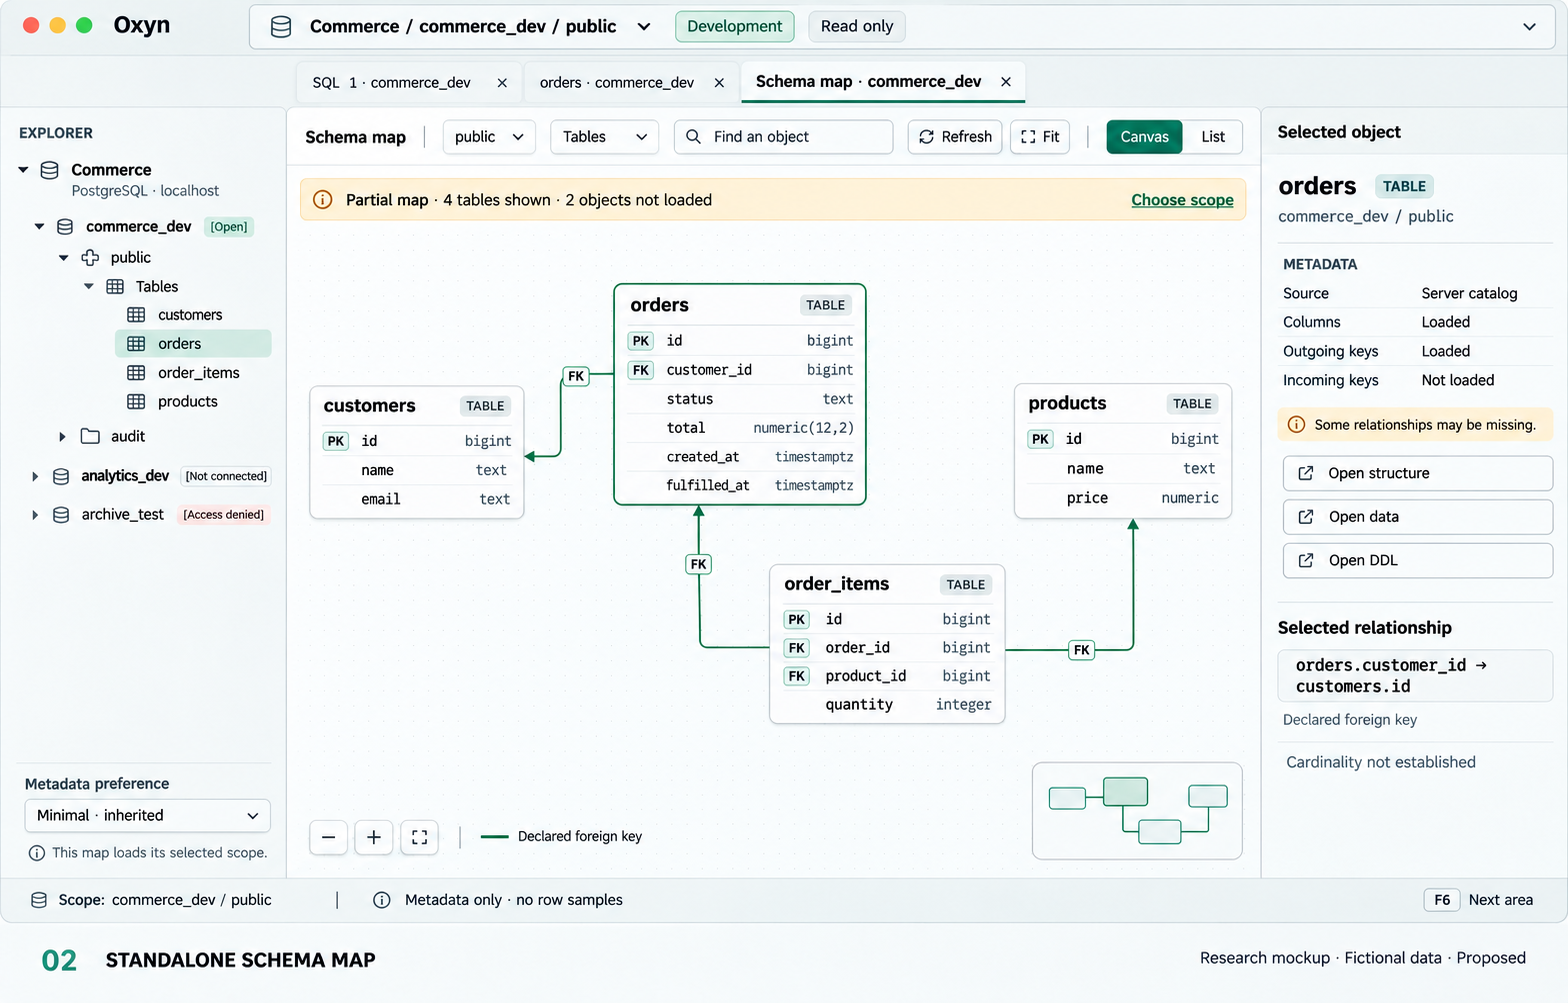 Oxyn
Commerce / commerce_dev / public
Development
Read only
SQL 1 · commerce_dev ×
orders · commerce_dev ×
Schema map · commerce_dev ×
EXPLORER
Commerce
PostgreSQL · localhost
commerce_dev [Open]
public
Tables
customers
orders
order_items
products
audit
analytics_dev [Not connected]
archive_test [Access denied]
Metadata preference
Minimal · inherited
This map loads its selected scope.
Schema map
public
Tables
Find an object
Refresh
Fit
Canvas
List
Partial map · 4 tables shown · 2 objects not loaded
Choose scope
customers TABLE
PK id bigint
name text
email text
FK
orders TABLE
PK id bigint
FK customer_id bigint
status text
total numeric(12,2)
created_at timestamptz
fulfilled_at timestamptz
products TABLE
PK id bigint
name text
price numeric
FK
order_items TABLE
PK id bigint
FK order_id bigint
FK product_id bigint
quantity integer
FK
Declared foreign key
Selected object
orders TABLE
commerce_dev / public
METADATA
Source Server catalog
Columns Loaded
Outgoing keys Loaded
Incoming keys Not loaded
Some relationships may be missing.
Open structure
Open data
Open DDL
Selected relationship
orders.customer_id →
customers.id
Declared foreign key
Cardinality not established
Scope: commerce_dev / public
Metadata only · no row samples
F6 Next area
02 STANDALONE SCHEMA MAP
Research mockup · Fictional data · Proposed